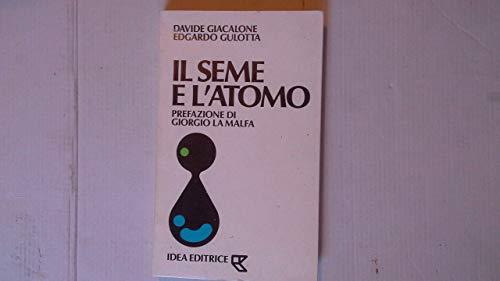 DAVIDE GIACALONE
EDGARDO GULOTTA
IL SEME
E L'ATOMO
PREFAZIONE DI
GIORGIO LA MALFA
IDEA EDITRICE